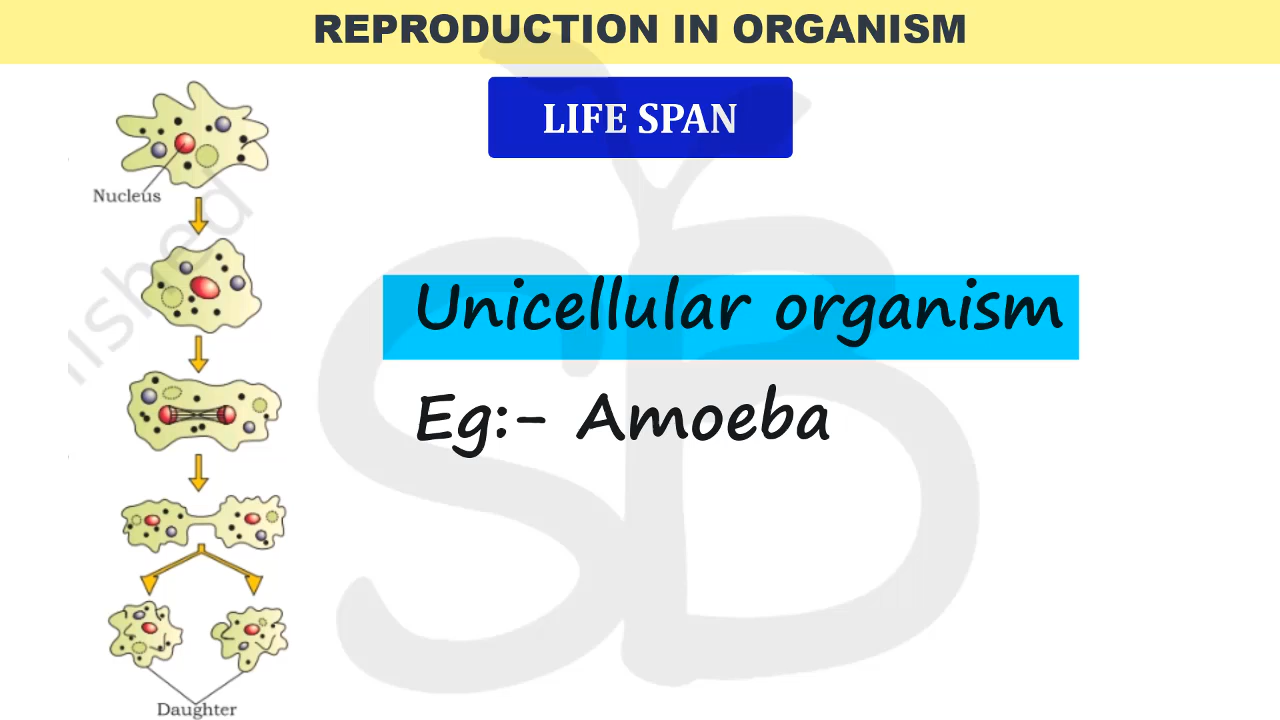 REPRODUCTION IN ORGANISM
LIFE SPAN
Nucleus
Unicellular organism
Eg:- Amoeba
Daughter